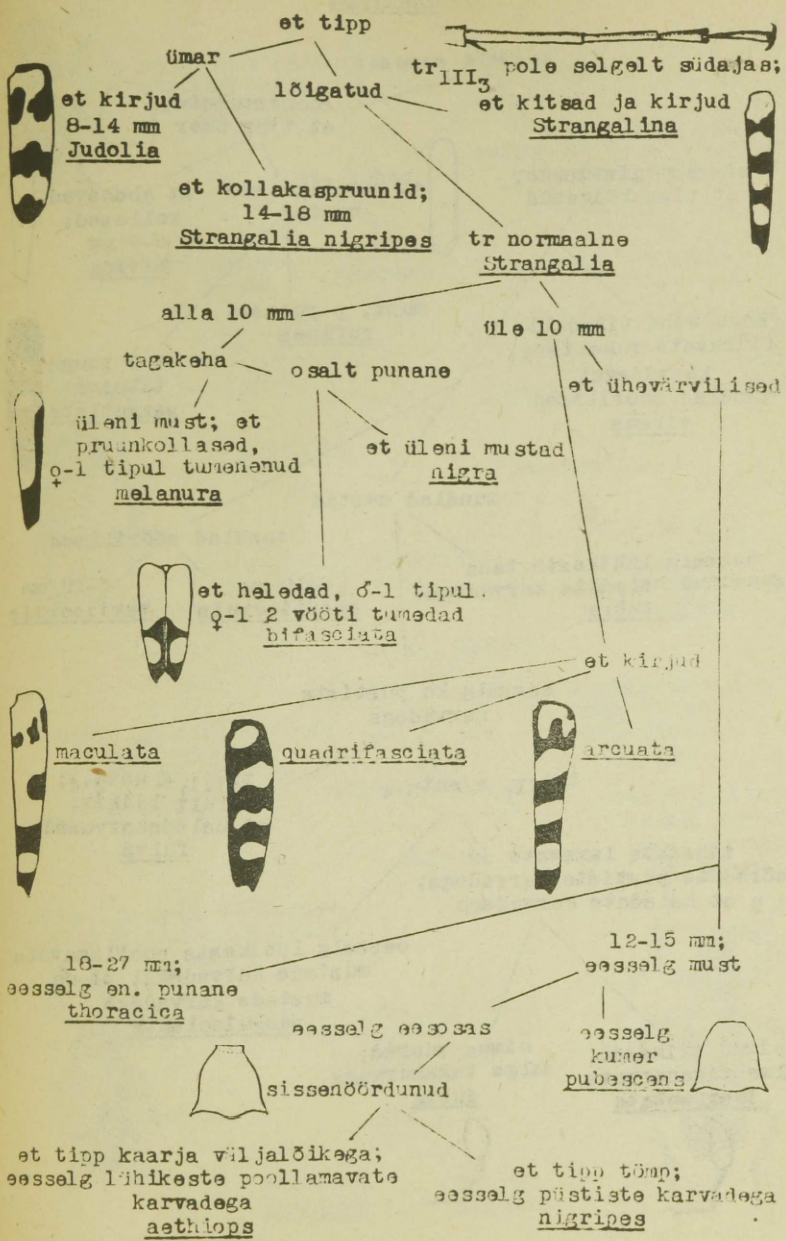 et tipp
ümar
lõigatud
tr III 3 pole selgelt südajas;
et kitsad ja kirjud
Strangalina
et kirjud
8-14 mm
Judolia
et kollakaspruunid;
14-18 mm
Strangalia nigripes
tr normaalne
Strangalia
alla 10 mm
üle 10 mm
tagakeha
osalt punane
et ühevärvilised
üleni must; et
pruunkollased,
♀-l tipul tumenenud
melanura
et üleni mustad
nigra
et heledad, ♂-l tipul.
♀-l 2 vööti tumedad
bifasciata
et kirjud
maculata
quadrifasciata
arcuata
18-27 mm;
eesselg en. punane
thoracica
12-15 mm;
eesselg must
eesselg eesosas
sissenöördunud
eesselg
kumer
pubescens
et tipp kaarja väljalõikega;
eesselg lühikeste poollamavate
karvadega
aethiops
et tipp tömp;
eesselg püstiste karvadega
nigripes